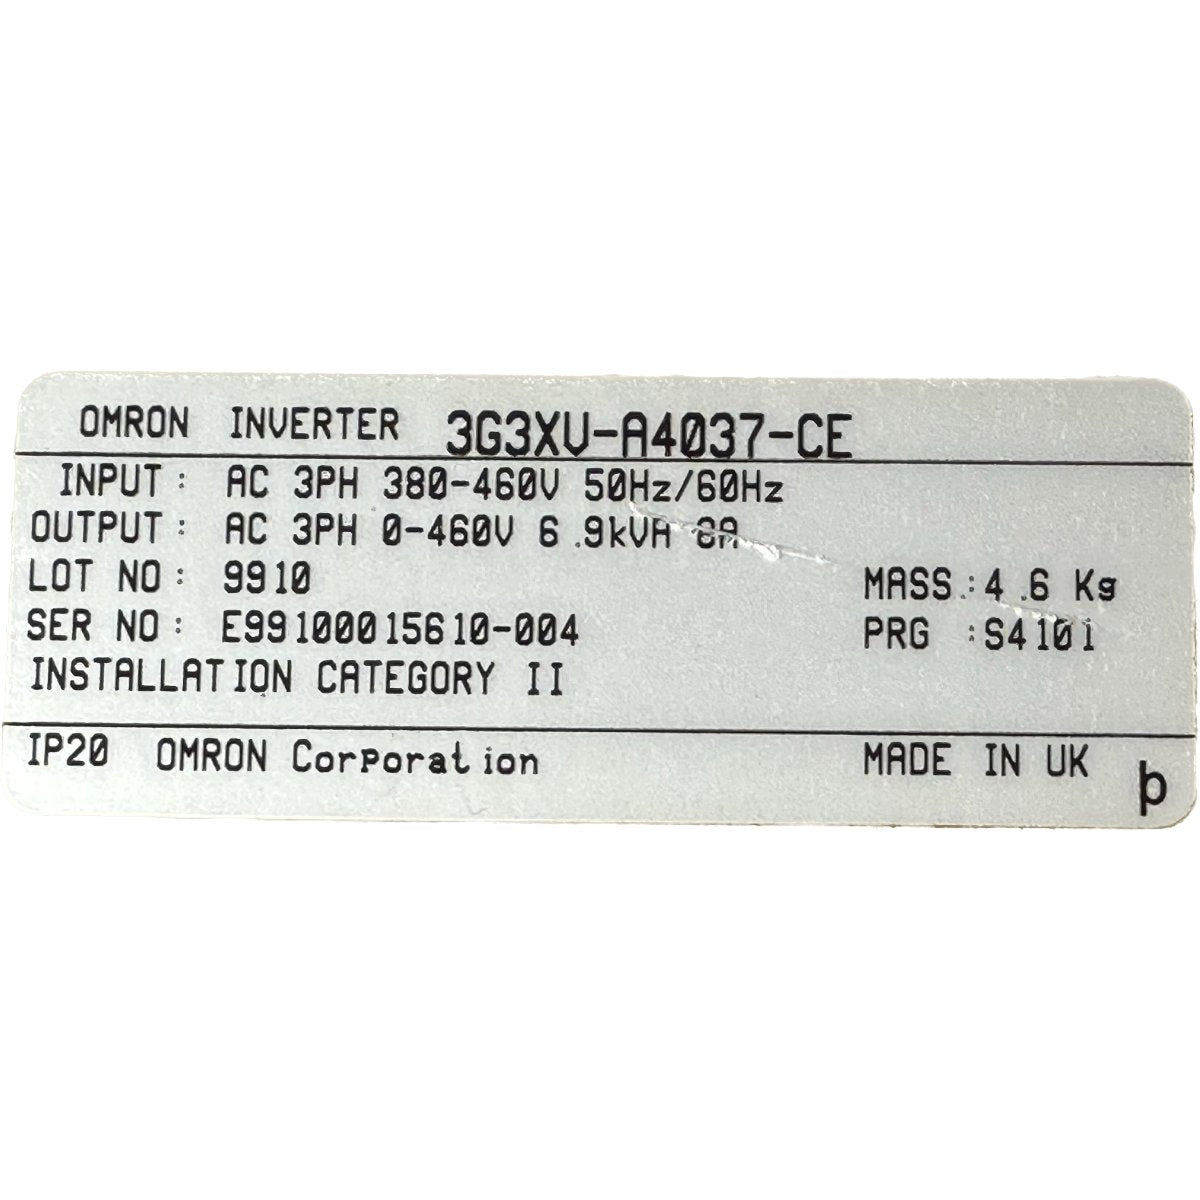 OMRON INVERTER 3G3XV-A4037-CE
INPUT : AC 3PH 380-460V 50Hz/60Hz
OUTPUT : AC 3PH 0-460V 6.9kVA 8A
LOT NO : 9910
MASS : 4.6 Kg
SER NO : E99100015610-004
PRG : S4101
INSTALLATION CATEGORY II
IP20 OMRON Corporation MADE IN UK
þ